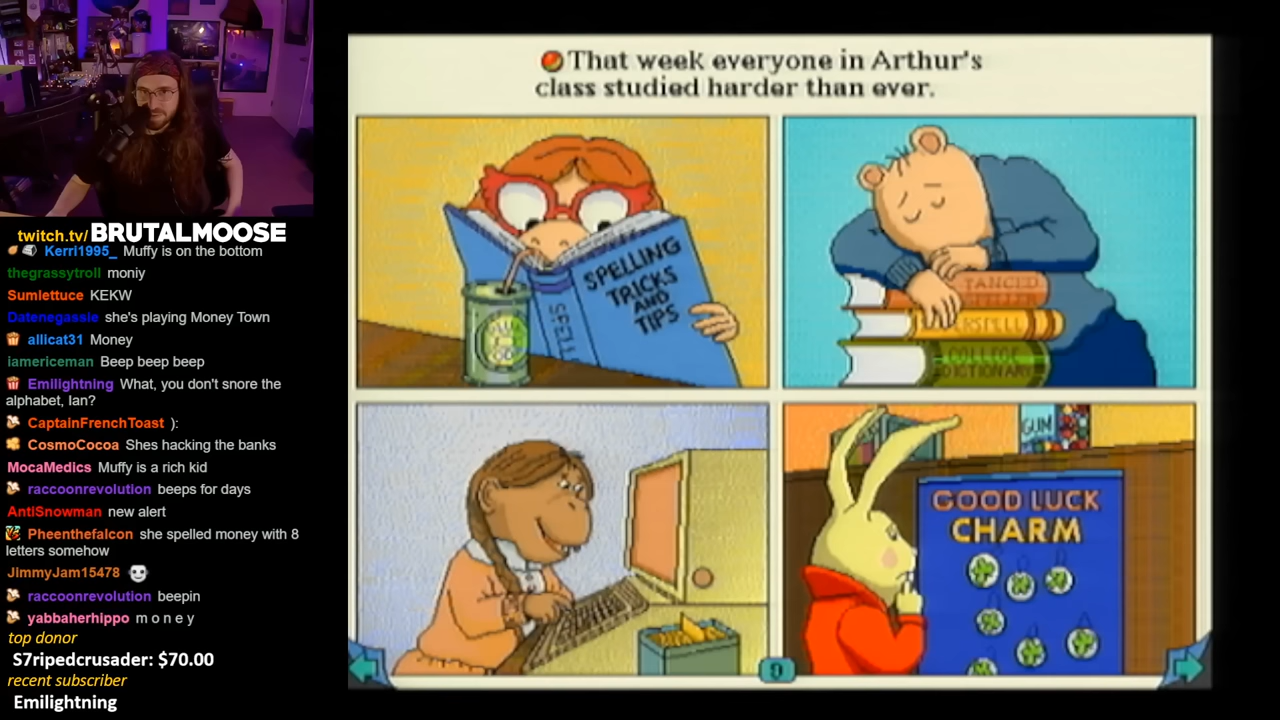 twitch.tv/BRUTALMOOSE
Kerri1995_ Muffy is on the bottom
thegrassytroll moniy
Sumlettuce KEKW
Datenegassie she's playing Money Town
allicat31 Money
iamericeman Beep beep beep
Emilightning What, you don't snore the
alphabet, Ian?
CaptainFrenchToast ):
CosmoCocoa Shes hacking the banks
MocaMedics Muffy is a rich kid
raccoonrevolution beeps for days
AntiSnowman new alert
Pheenthefalcon she spelled money with 8
letters somehow
JimmyJam15478
raccoonrevolution beepin
yabbaherhippo m o n e y
top donor
S7ripedcrusader: $70.00
recent subscriber
Emilightning
That week everyone in Arthur's
class studied harder than ever.
SPELLING
TRICKS
AND
TIPS
SPELL
COLLEGE
DICTIONARY
GUM
GOOD LUCK
CHARM
9